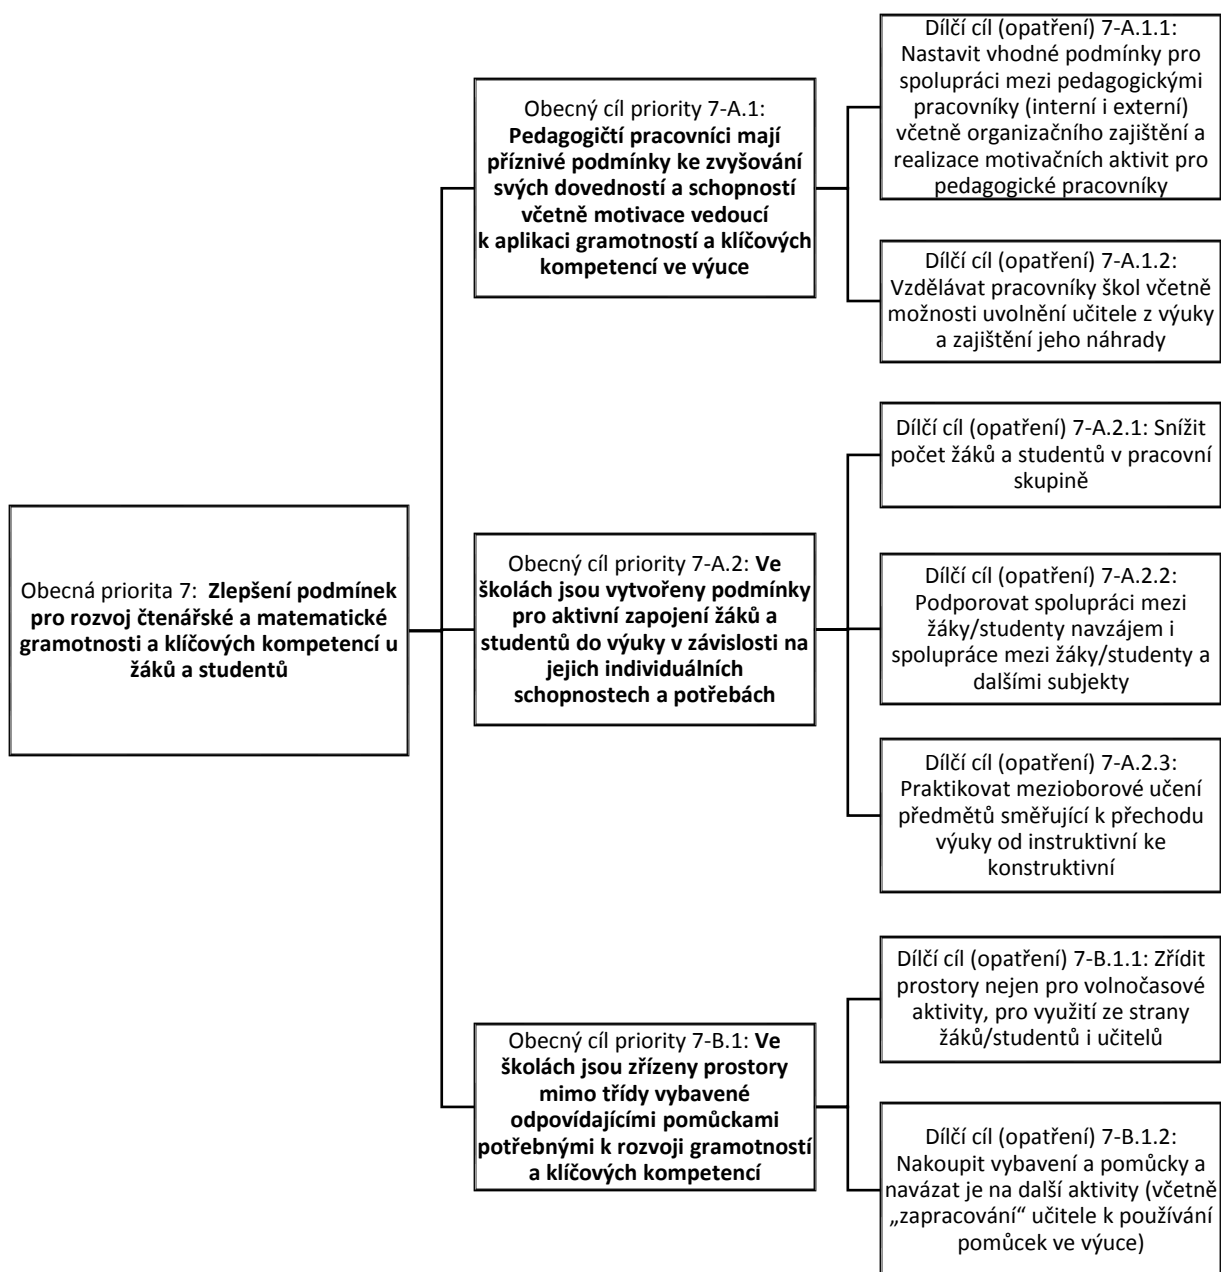 Obecná priorita 7:  Zlepšení podmínek
pro rozvoj čtenářské a matematické
gramotnosti a klíčových kompetencí u
žáků a studentů
Obecný cíl priority 7-A.1:
Pedagogičtí pracovníci mají
příznivé podmínky ke zvyšování
svých dovedností a schopností
včetně motivace vedoucí
k aplikaci gramotností a klíčových
kompetencí ve výuce
Dílčí cíl (opatření) 7-A.1.1:
Nastavit vhodné podmínky pro
spolupráci mezi pedagogickými
pracovníky (interní i externí)
včetně organizačního zajištění a
realizace motivačních aktivit pro
pedagogické pracovníky
Dílčí cíl (opatření) 7-A.1.2:
Vzdělávat pracovníky škol včetně
možnosti uvolnění učitele z výuky
a zajištění jeho náhrady
Obecný cíl priority 7-A.2: Ve
školách jsou vytvořeny podmínky
pro aktivní zapojení žáků a
studentů do výuky v závislosti na
jejich individuálních
schopnostech a potřebách
Dílčí cíl (opatření) 7-A.2.1: Snížit
počet žáků a studentů v pracovní
skupině
Dílčí cíl (opatření) 7-A.2.2:
Podporovat spolupráci mezi
žáky/studenty navzájem i
spolupráce mezi žáky/studenty a
dalšími subjekty
Dílčí cíl (opatření) 7-A.2.3:
Praktikovat mezioborové učení
předmětů směřující k přechodu
výuky od instruktivní ke
konstruktivní
Obecný cíl priority 7-B.1: Ve
školách jsou zřízeny prostory
mimo třídy vybavené
odpovídajícími pomůckami
potřebnými k rozvoji gramotností
a klíčových kompetencí
Dílčí cíl (opatření) 7-B.1.1: Zřídit
prostory nejen pro volnočasové
aktivity, pro využití ze strany
žáků/studentů i učitelů
Dílčí cíl (opatření) 7-B.1.2:
Nakoupit vybavení a pomůcky a
navázat je na další aktivity (včetně
„zapracování“ učitele k používání
pomůcek ve výuce)